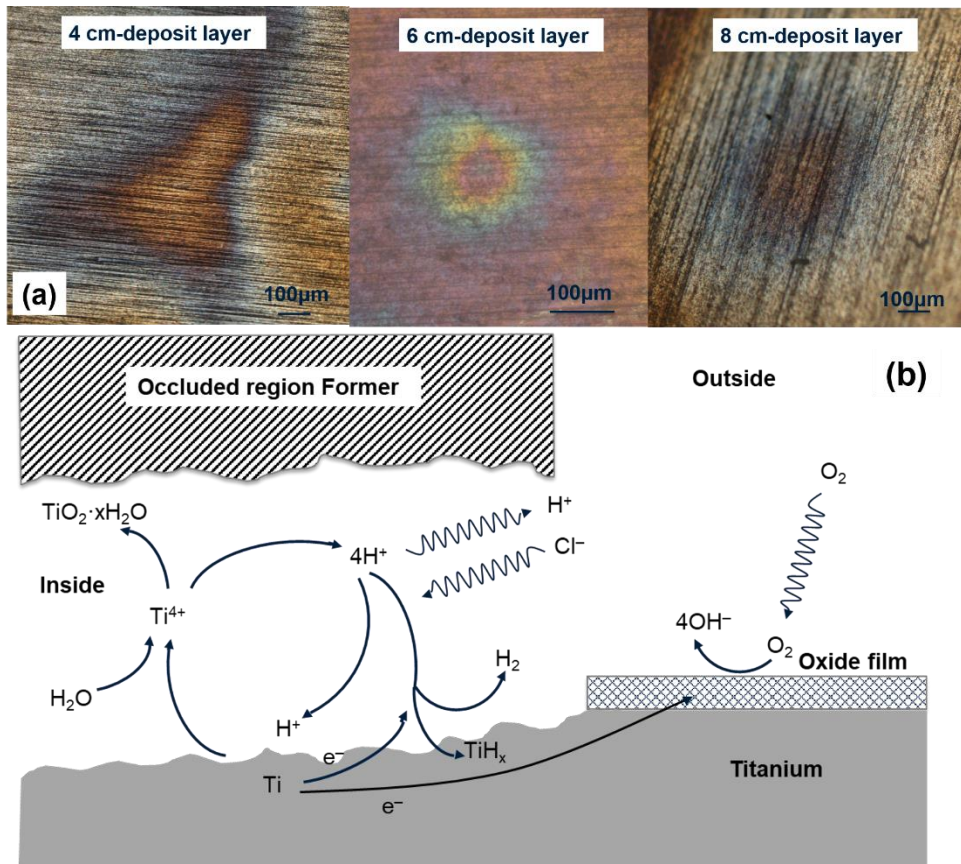 4 cm-deposit layer
6 cm-deposit layer
8 cm-deposit layer
(a)
100μm
100μm
100μm
Occluded region Former
Outside
(b)
TiO₂·xH₂O
Inside
Ti⁴⁺
H₂O
4H⁺
H⁺
Cl⁻
H₂
H⁺
e⁻
TiHₓ
Ti
e⁻
O₂
4OH⁻
O₂
Oxide film
Titanium